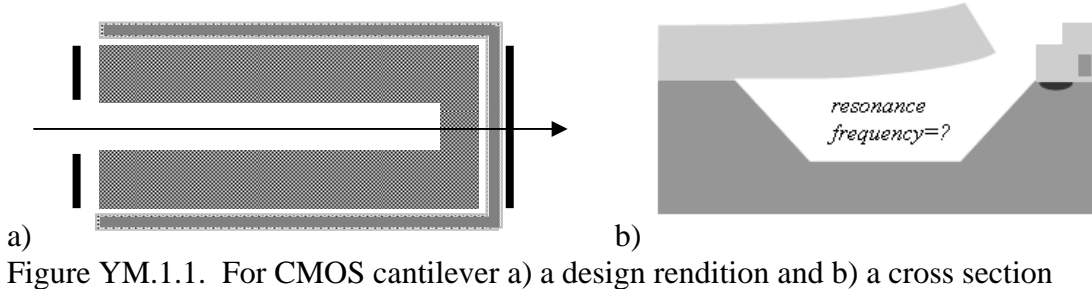 resonance
frequency=?
a) b)
Figure YM.1.1. For CMOS cantilever a) a design rendition and b) a cross section